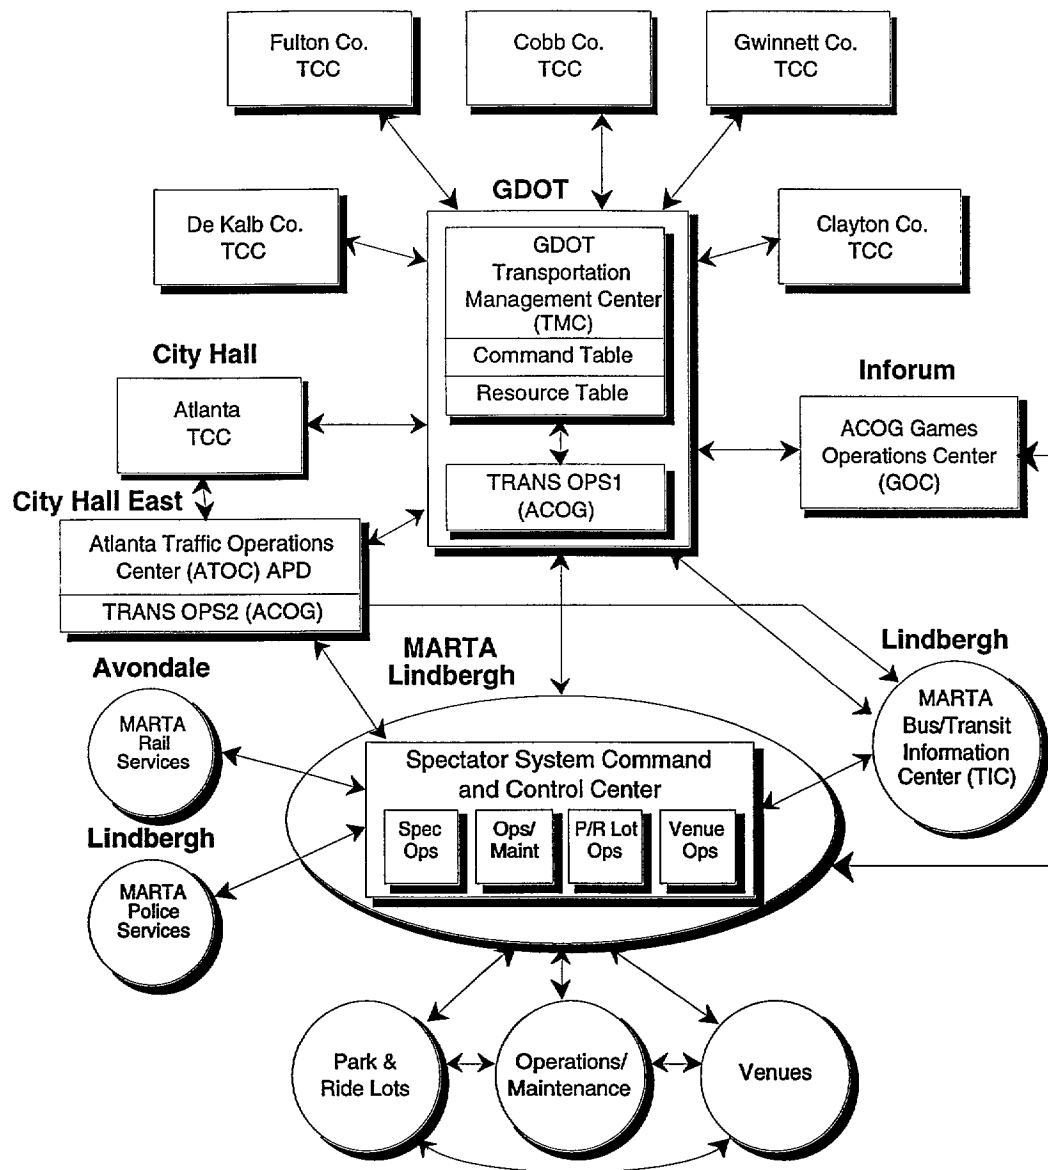 Fulton Co.
TCC
Cobb Co.
TCC
Gwinnett Co.
TCC
GDOT
De Kalb Co.
TCC
GDOT
Transportation
Management Center
(TMC)
Command Table
Resource Table
Clayton Co.
TCC
City Hall
Atlanta
TCC
Inforum
ACOG Games
Operations Center
(GOC)
TRANS OPS1
(ACOG)
City Hall East
Atlanta Traffic Operations
Center (ATOC) APD
TRANS OPS2 (ACOG)
MARTA
Lindbergh
Lindbergh
MARTA
Bus/Transit
Information
Center (TIC)
Avondale
MARTA
Rail
Services
Spectator System Command
and Control Center
Spec
Ops
Ops/
Maint
P/R Lot
Ops
Venue
Ops
Lindbergh
MARTA
Police
Services
Park &
Ride Lots
Operations/
Maintenance
Venues